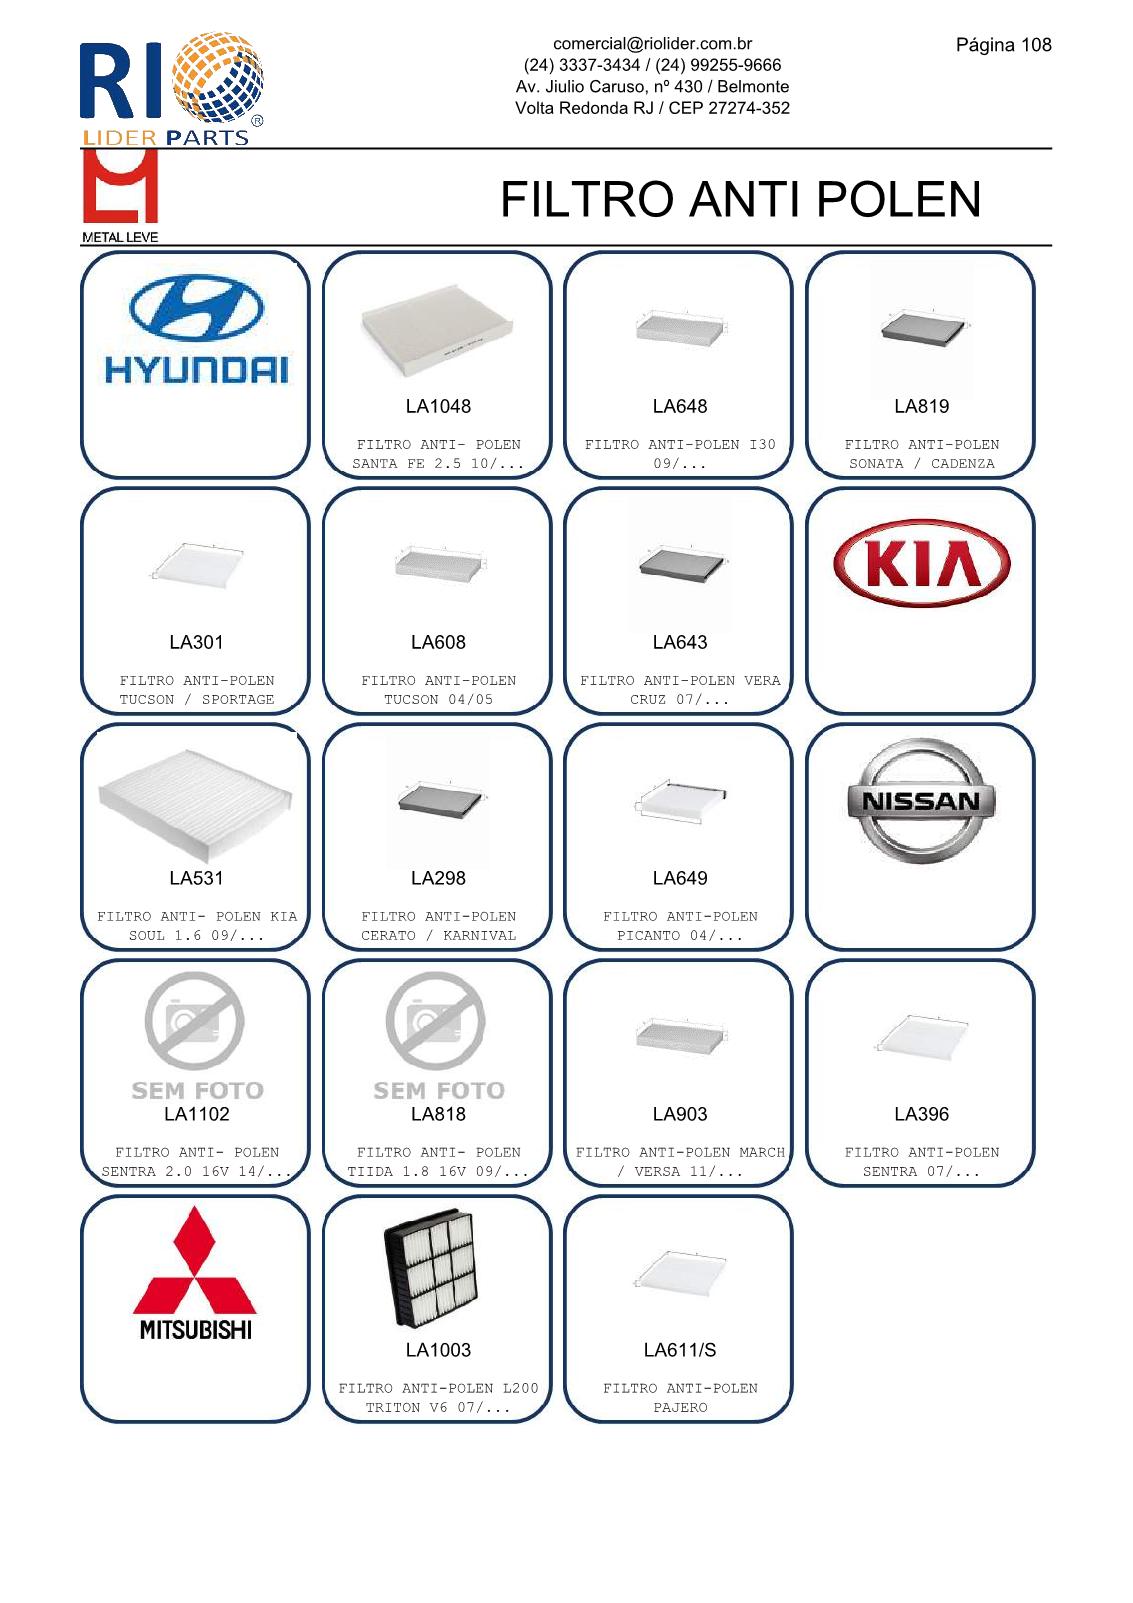 RIO
LIDER PARTS
®
comercial@riolider.com.br
(24) 3337-3434 / (24) 99255-9666
Av. Jiulio Caruso, nº 430 / Belmonte
Volta Redonda RJ / CEP 27274-352
Página 108
METAL LEVE
FILTRO ANTI POLEN
HYUNDAI
LA1048
FILTRO ANTI- POLEN
SANTA FE 2.5 10/...
LA648
FILTRO ANTI-POLEN I30
09/...
LA819
FILTRO ANTI-POLEN
SONATA / CADENZA
LA301
FILTRO ANTI-POLEN
TUCSON / SPORTAGE
LA608
FILTRO ANTI-POLEN
TUCSON 04/05
LA643
FILTRO ANTI-POLEN VERA
CRUZ 07/...
KIA
LA531
FILTRO ANTI- POLEN KIA
SOUL 1.6 09/...
LA298
FILTRO ANTI-POLEN
CERATO / KARNIVAL
LA649
FILTRO ANTI-POLEN
PICANTO 04/...
NISSAN
SEM FOTO
LA1102
FILTRO ANTI- POLEN
SENTRA 2.0 16V 14/...
SEM FOTO
LA818
FILTRO ANTI- POLEN
TIIDA 1.8 16V 09/...
LA903
FILTRO ANTI-POLEN MARCH
/ VERSA 11/...
LA396
FILTRO ANTI-POLEN
SENTRA 07/...
MITSUBISHI
LA1003
FILTRO ANTI-POLEN L200
TRITON V6 07/...
LA611/S
FILTRO ANTI-POLEN
PAJERO